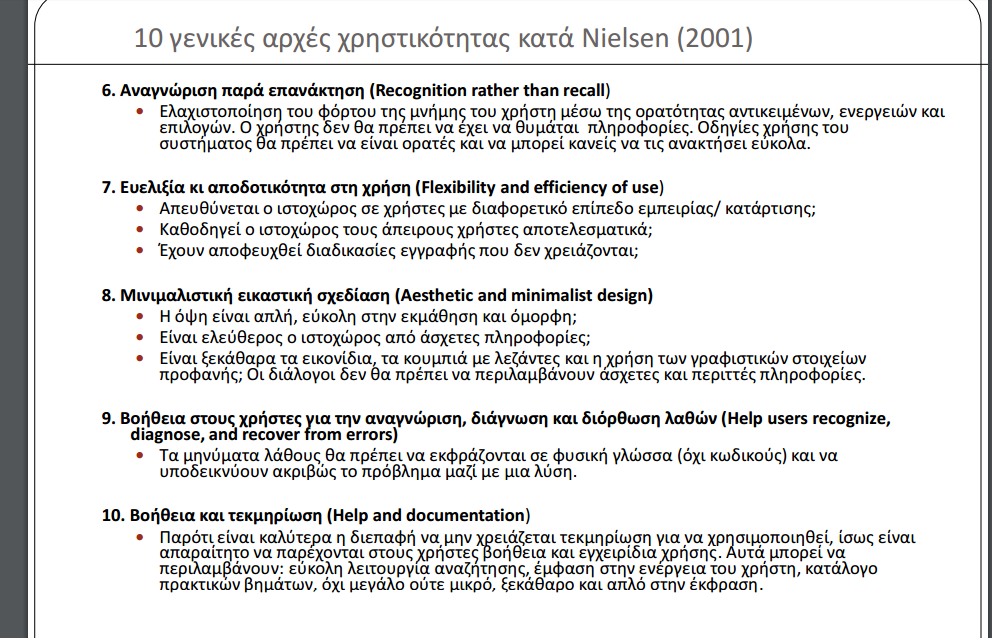 10 γενικές αρχές χρηστικότητας κατά Nielsen (2001)
6. Αναγνώριση παρά επανάκτηση (Recognition rather than recall)
• Ελαχιστοποίηση του φόρτου της μνήμης του χρήστη μέσω της ορατότητας αντικειμένων, ενεργειών και
επιλογών. Ο χρήστης δεν θα πρέπει να έχει να θυμάται πληροφορίες. Οδηγίες χρήσης του
συστήματος θα πρέπει να είναι ορατές και να μπορεί κανείς να τις ανακτήσει εύκολα.
7. Ευελιξία κι αποδοτικότητα στη χρήση (Flexibility and efficiency of use)
• Απευθύνεται ο ιστοχώρος σε χρήστες με διαφορετικό επίπεδο εμπειρίας/ κατάρτισης;
• Καθοδηγεί ο ιστοχώρος τους άπειρους χρήστες αποτελεσματικά;
• Έχουν αποφευχθεί διαδικασίες εγγραφής που δεν χρειάζονται;
8. Μινιμαλιστική εικαστική σχεδίαση (Aesthetic and minimalist design)
• Η όψη είναι απλή, εύκολη στην εκμάθηση και όμορφη;
• Είναι ελεύθερος ο ιστοχώρος από άσχετες πληροφορίες;
• Είναι ξεκάθαρα τα εικονίδια, τα κουμπιά με λεζάντες και η χρήση των γραφιστικών στοιχείων
προφανής; Οι διάλογοι δεν θα πρέπει να περιλαμβάνουν άσχετες και περιττές πληροφορίες.
9. Βοήθεια στους χρήστες για την αναγνώριση, διάγνωση και διόρθωση λαθών (Help users recognize,
diagnose, and recover from errors)
• Τα μηνύματα λάθους θα πρέπει να εκφράζονται σε φυσική γλώσσα (όχι κωδικούς) και να
υποδεικνύουν ακριβώς το πρόβλημα μαζί με μια λύση.
10. Βοήθεια και τεκμηρίωση (Help and documentation)
• Παρότι είναι καλύτερα η διεπαφή να μην χρειάζεται τεκμηρίωση για να χρησιμοποιηθεί, ίσως είναι
απαραίτητο να παρέχονται στους χρήστες βοήθεια και εγχειρίδια χρήσης. Αυτά μπορεί να
περιλαμβάνουν: εύκολη λειτουργία αναζήτησης, έμφαση στην ενέργεια του χρήστη, κατάλογο
πρακτικών βημάτων, όχι μεγάλο ούτε μικρό, ξεκάθαρο και απλό στην έκφραση.